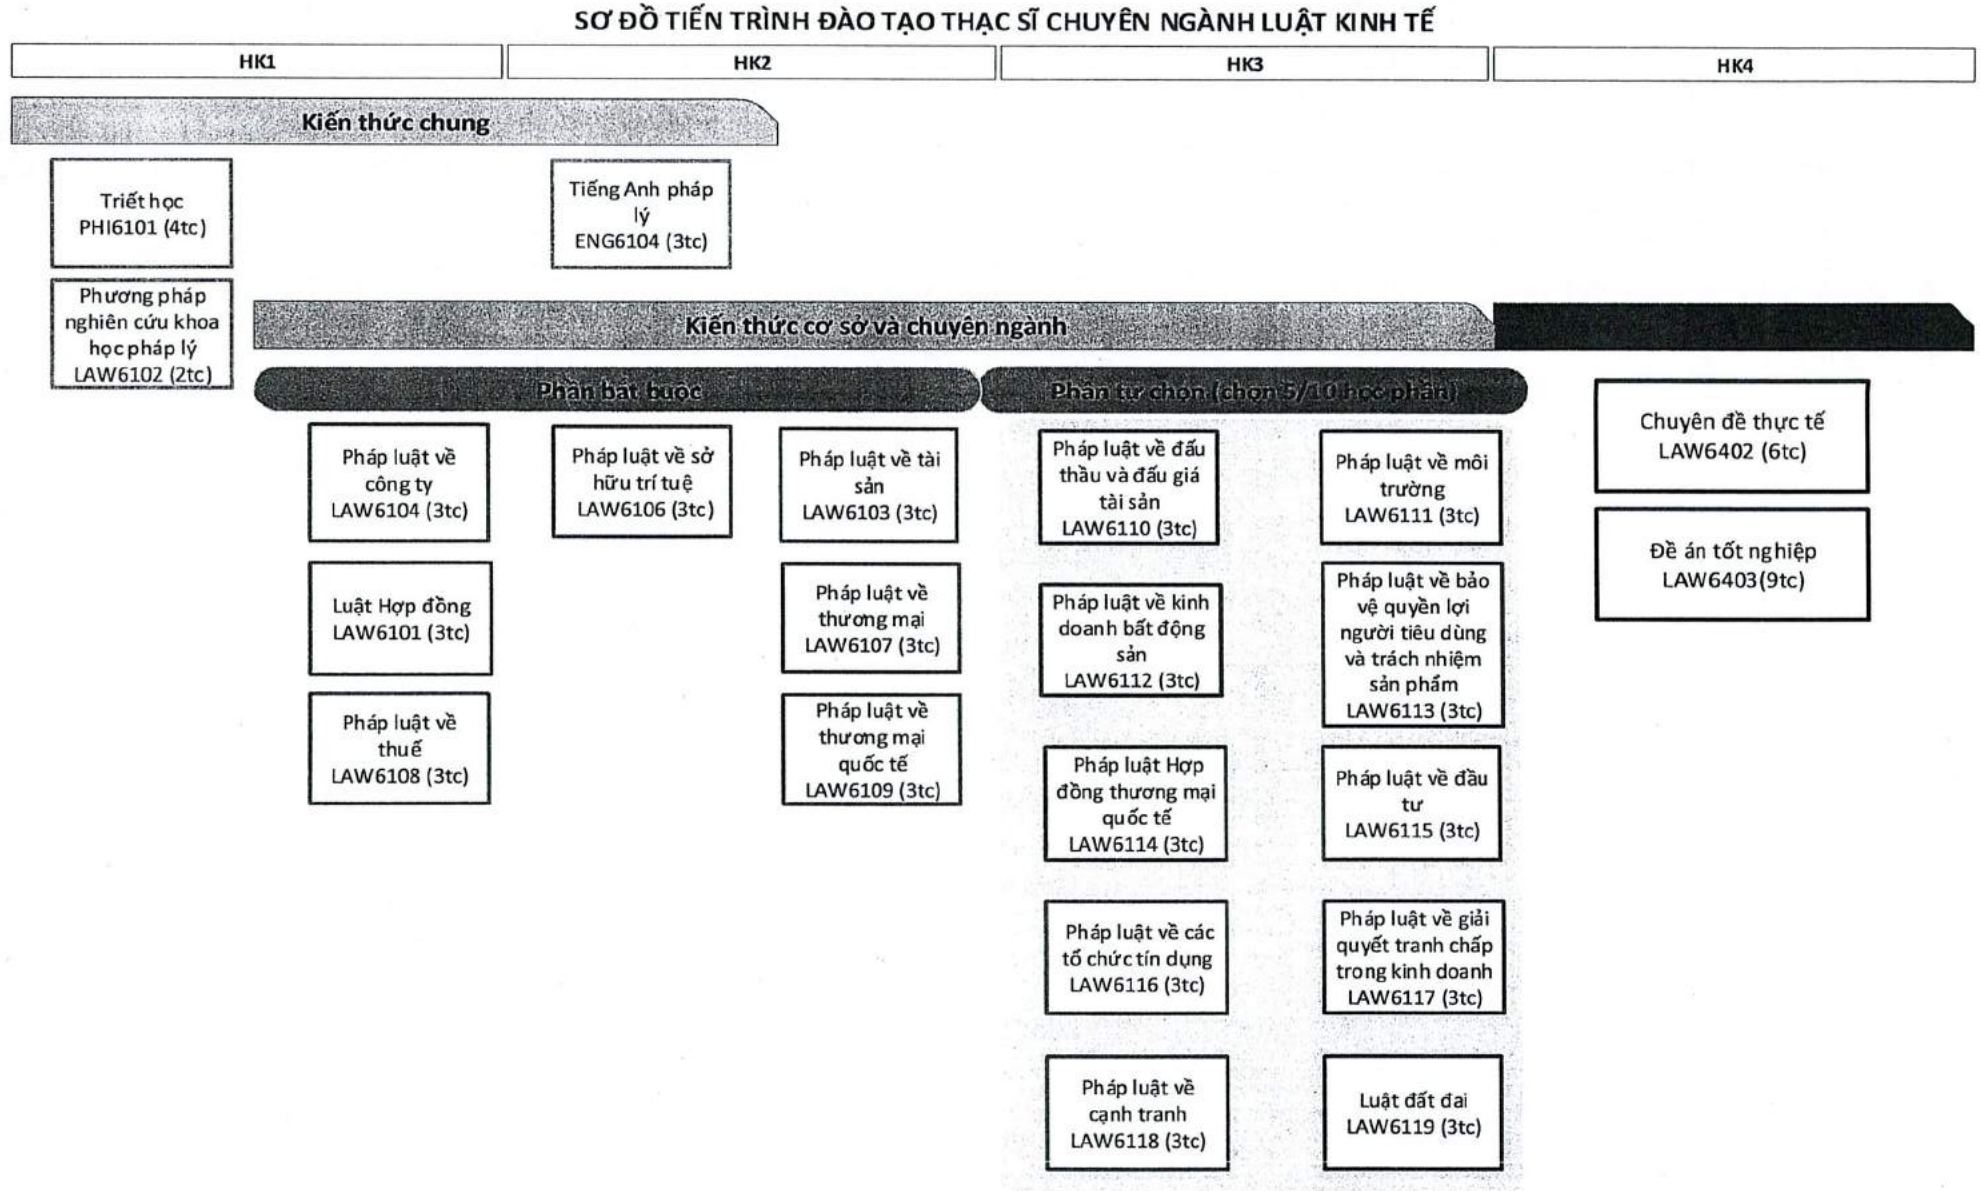 SƠ ĐỒ TIẾN TRÌNH ĐÀO TẠO THẠC SĨ CHUYÊN NGÀNH LUẬT KINH TẾ
HK1
HK2
HK3
HK4
Kiến thức chung
Triết học
PHI6101 (4tc)
Tiếng Anh pháp
lý
ENG6104 (3tc)
Phương pháp
nghiên cứu khoa
học pháp lý
LAW6102 (2tc)
Kiến thức cơ sở và chuyên ngành
Phần bắt buộc
Phần tự chọn (chọn 5/10 học phần)
Pháp luật về
công ty
LAW6104 (3tc)
Luật Hợp đồng
LAW6101 (3tc)
Pháp luật về
thuế
LAW6108 (3tc)
Pháp luật về sở
hữu trí tuệ
LAW6106 (3tc)
Pháp luật về tài
sản
LAW6103 (3tc)
Pháp luật về
thương mại
LAW6107 (3tc)
Pháp luật về
thương mại
quốc tế
LAW6109 (3tc)
Pháp luật về đấu
thầu và đấu giá
tài sản
LAW6110 (3tc)
Pháp luật về kinh
doanh bất động
sản
LAW6112 (3tc)
Pháp luật Hợp
đồng thương mại
quốc tế
LAW6114 (3tc)
Pháp luật về các
tổ chức tín dụng
LAW6116 (3tc)
Pháp luật về
cạnh tranh
LAW6118 (3tc)
Pháp luật về môi
trường
LAW6111 (3tc)
Pháp luật về bảo
vệ quyền lợi
người tiêu dùng
và trách nhiệm
sản phẩm
LAW6113 (3tc)
Pháp luật về đầu
tư
LAW6115 (3tc)
Pháp luật về giải
quyết tranh chấp
trong kinh doanh
LAW6117 (3tc)
Luật đất đai
LAW6119 (3tc)
Chuyên đề thực tế
LAW6402 (6tc)
Đề án tốt nghiệp
LAW6403(9tc)